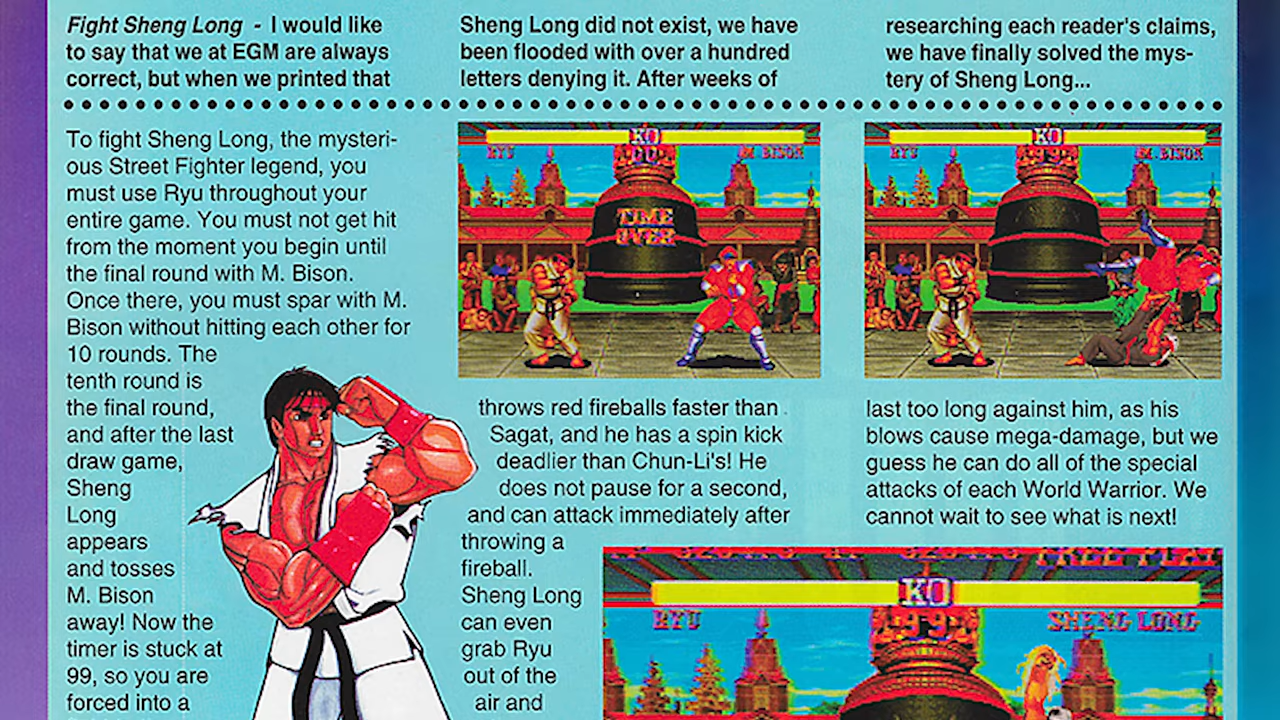 Fight Sheng Long - I would like
to say that we at EGM are always
correct, but when we printed that
Sheng Long did not exist, we have
been flooded with over a hundred
letters denying it. After weeks of
researching each reader's claims,
we have finally solved the mys-
tery of Sheng Long...
To fight Sheng Long, the mysteri-
ous Street Fighter legend, you
must use Ryu throughout your
entire game. You must not get hit
from the moment you begin until
the final round with M. Bison.
Once there, you must spar with M.
Bison without hitting each other for
10 rounds. The
tenth round is
the final round,
and after the last
draw game,
Sheng
Long
appears
and tosses
M. Bison
away! Now the
timer is stuck at
99, so you are
forced into a
KO
00
RYU
M. BISON
TIME
OVER
throws red fireballs faster than
Sagat, and he has a spin kick
deadlier than Chun-Li's! He
does not pause for a second,
and can attack immediately after
throwing a
fireball.
Sheng Long
can even
grab Ryu
out of the
air and
KO
99
RYU
M. BISON
last too long against him, as his
blows cause mega-damage, but we
guess he can do all of the special
attacks of each World Warrior. We
cannot wait to see what is next!
FREE PLAY
KO
RYU
99
SHENG LONG